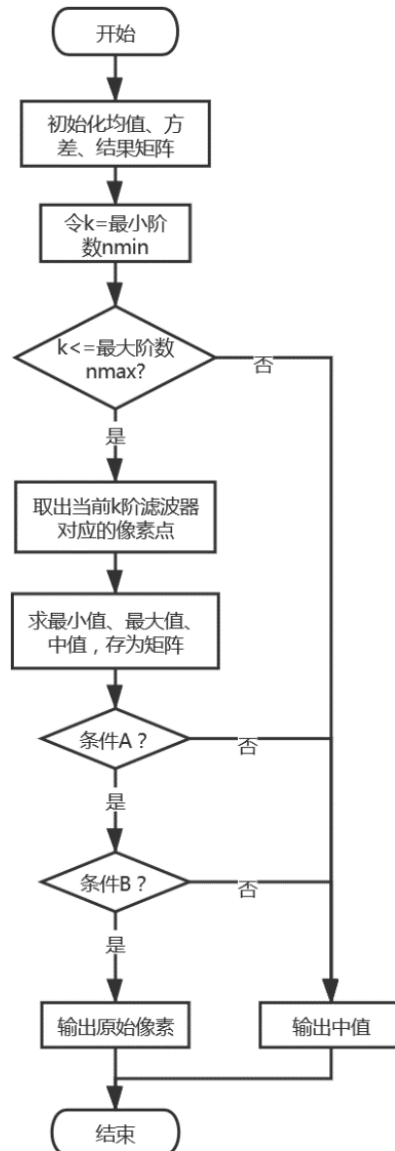 开始
初始化均值、方
差、结果矩阵
令k=最小阶
数nmin
k<=最大阶数
nmax?
否
是
取出当前k阶滤波器
对应的像素点
求最小值、最大值、
中值，存为矩阵
条件A？
否
是
条件B？
否
是
输出原始像素
输出中值
结束